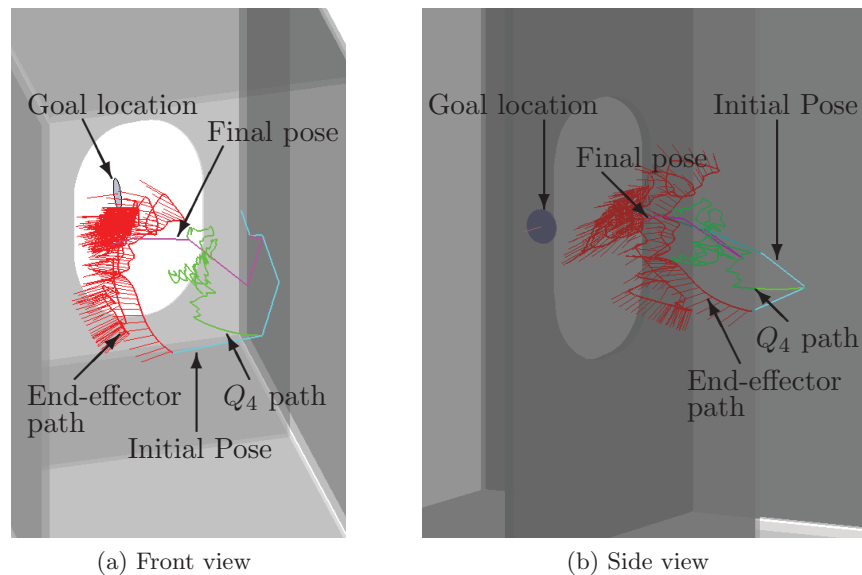 Goal location
Final pose
End-effector
path
Q4 path
Initial Pose
(a) Front view
Goal location
Initial Pose
Final pose
Q4 path
End-effector
path
(b) Side view